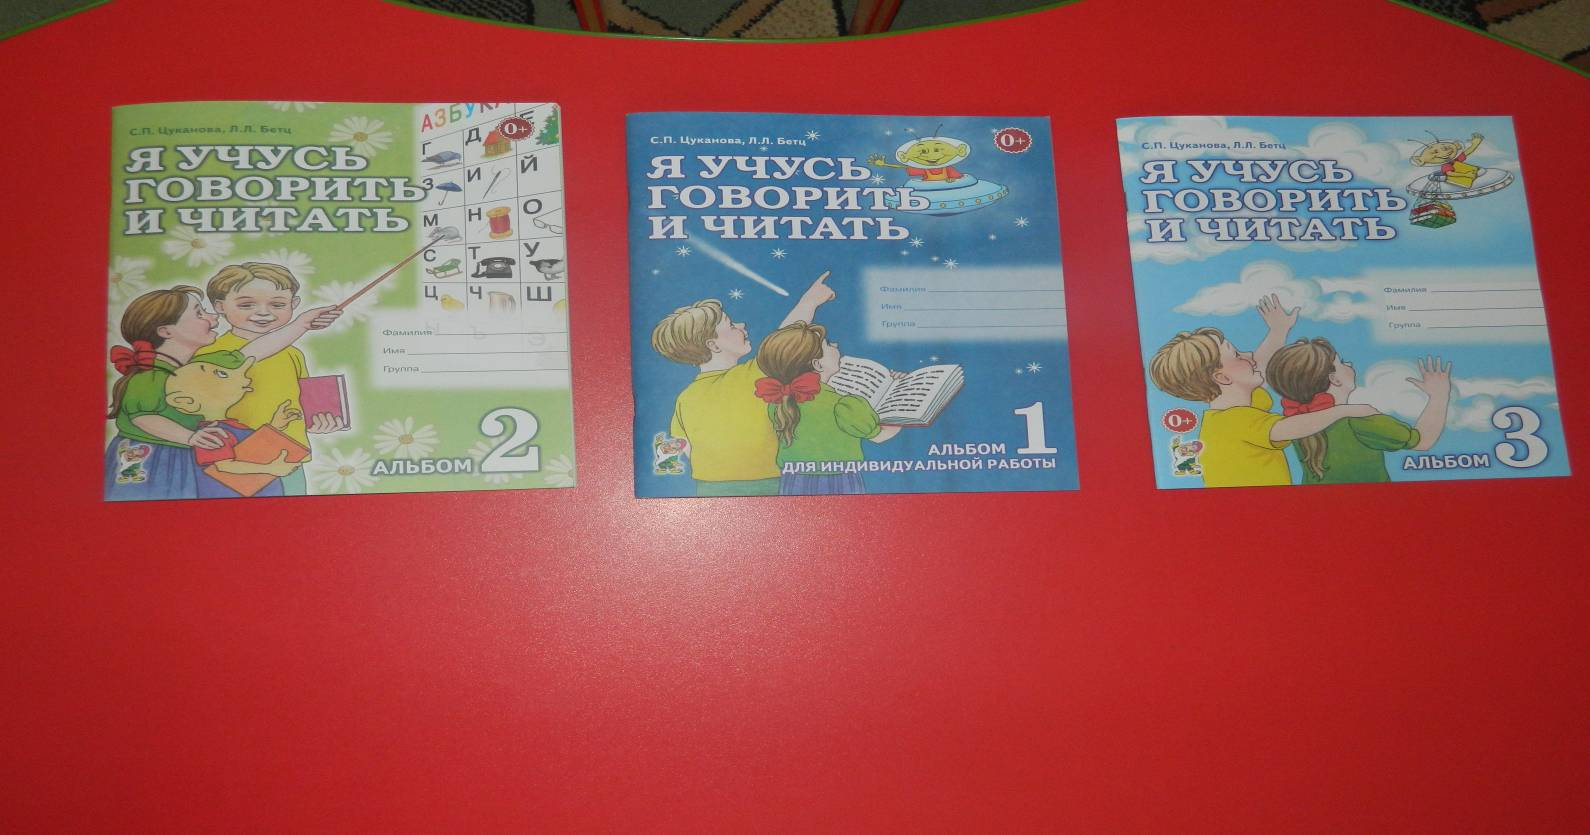 С.П. Цуканова, Л.Л. Бетц
Я УЧУСЬ
ГОВОРИТЬ
И ЧИТАТЬ
АЗБУКА
0+
Г
Д
Е
З
И
Й
М
Н
О
С
Т
У
Ц
Ч
Ш
Фамилия
Имя
Группа
АЛЬБОМ 2
С.П. Цуканова, Л.Л. Бетц
0+
Я УЧУСЬ
ГОВОРИТЬ
И ЧИТАТЬ
Фамилия
Имя
Группа
АЛЬБОМ 1
ДЛЯ ИНДИВИДУАЛЬНОЙ РАБОТЫ
С.П. Цуканова, Л.Л. Бетц
Я УЧУСЬ
ГОВОРИТЬ
И ЧИТАТЬ
Фамилия
Имя
Группа
0+
АЛЬБОМ 3